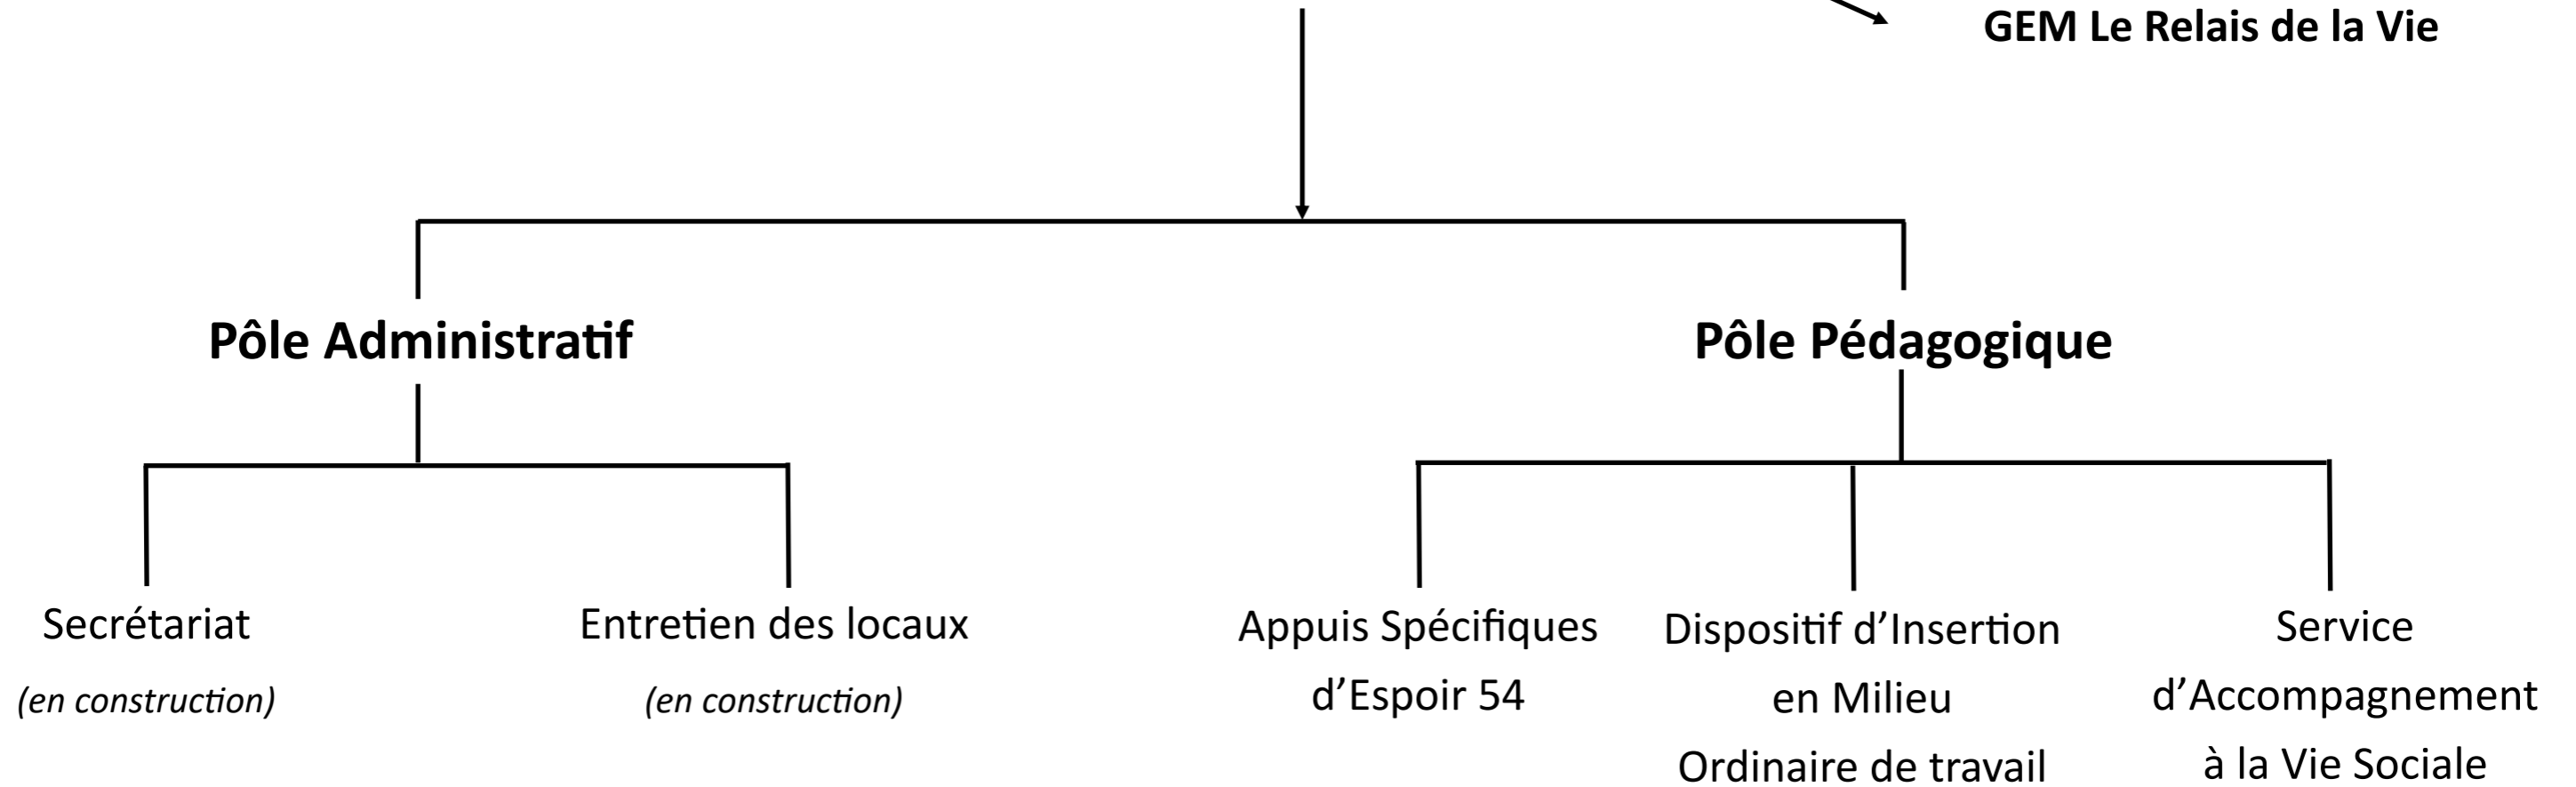 GEM Le Relais de la Vie
Pôle Administratif
Pôle Pédagogique
Secrétariat
(en construction)
Entretien des locaux
(en construction)
Appuis Spécifiques
d’Espoir 54
Dispositif d’Insertion
en Milieu
Ordinaire de travail
Service
d’Accompagnement
à la Vie Sociale